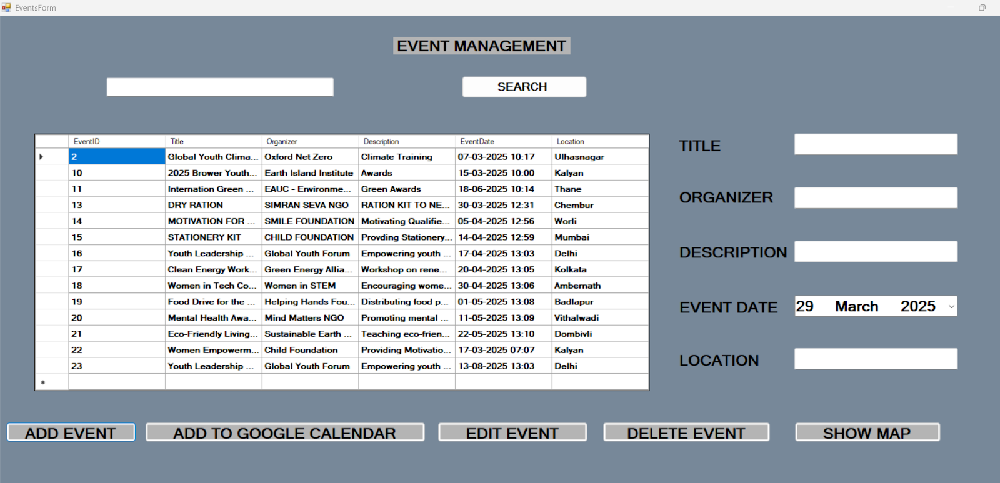 EventsForm
EVENT MANAGEMENT
SEARCH
EventID Title Organizer Description EventDate Location
2 Global Youth Clima... Oxford Net Zero Climate Training 07-03-2025 10:17 Ulhasnagar
10 2025 Brower Youth... Earth Island Institute Awards 15-03-2025 10:00 Kalyan
11 Internation Green ... EAUC - Environme... Green Awards 18-06-2025 10:14 Thane
13 DRY RATION SIMRAN SEVA NGO RATION KIT TO NE... 30-03-2025 12:31 Chembur
14 MOTIVATION FOR ... SMILE FOUNDATION Motivating Qualifie... 05-04-2025 12:56 Worli
15 STATIONERY KIT CHILD FOUNDATION Provding Stationery... 14-04-2025 12:59 Mumbai
16 Youth Leadership ... Global Youth Forum Empowering youth ... 17-04-2025 13:03 Delhi
17 Clean Energy Work... Green Energy Allia... Workshop on rene... 20-04-2025 13:05 Kolkata
18 Women in Tech Co... Women in STEM Encouraging wome... 30-04-2025 13:06 Ambernath
19 Food Drive for the ... Helping Hands Fou... Distributing food p... 01-05-2025 13:08 Badlapur
20 Mental Health Awa... Mind Matters NGO Promoting mental ... 11-05-2025 13:09 Vithalwadi
21 Eco-Friendly Living... Sustainable Earth ... Teaching eco-frien... 22-05-2025 13:10 Dombivli
22 Women Empowerm... Child Foundation Providing Motivatio... 17-03-2025 07:07 Kalyan
23 Youth Leadership ... Global Youth Forum Empowering youth ... 13-08-2025 13:03 Delhi
TITLE
ORGANIZER
DESCRIPTION
EVENT DATE 29 March 2025
LOCATION
ADD EVENT ADD TO GOOGLE CALENDAR EDIT EVENT DELETE EVENT SHOW MAP